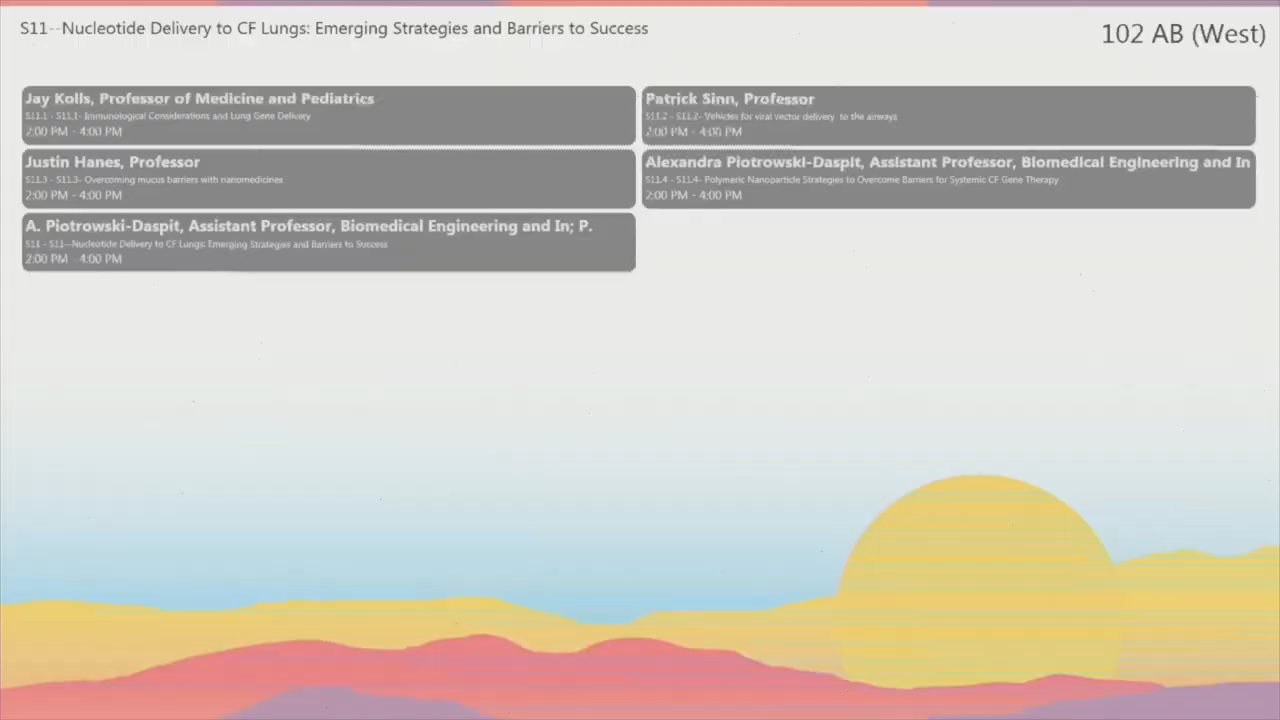 S11--Nucleotide Delivery to CF Lungs: Emerging Strategies and Barriers to Success
102 AB (West)
Jay Kolls, Professor of Medicine and Pediatrics
S11.1 - S11.1- Immunological Considerations and Lung Gene Delivery
2:00 PM - 4:00 PM
Patrick Sinn, Professor
S11.2 - S11.2- Vehicles for viral vector delivery to the airways
2:00 PM - 4:00 PM
Justin Hanes, Professor
S11.3 - S11.3- Overcoming mucus barriers with nanomedicines
2:00 PM - 4:00 PM
Alexandra Piotrowski-Daspit, Assistant Professor, Biomedical Engineering and In
S11.4 - S11.4- Polymeric Nanoparticle Strategies to Overcome Barriers for Systemic CF Gene Therapy
2:00 PM - 4:00 PM
A. Piotrowski-Daspit, Assistant Professor, Biomedical Engineering and In; P.
S11 - S11--Nucleotide Delivery to CF Lungs: Emerging Strategies and Barriers to Success
2:00 PM - 4:00 PM